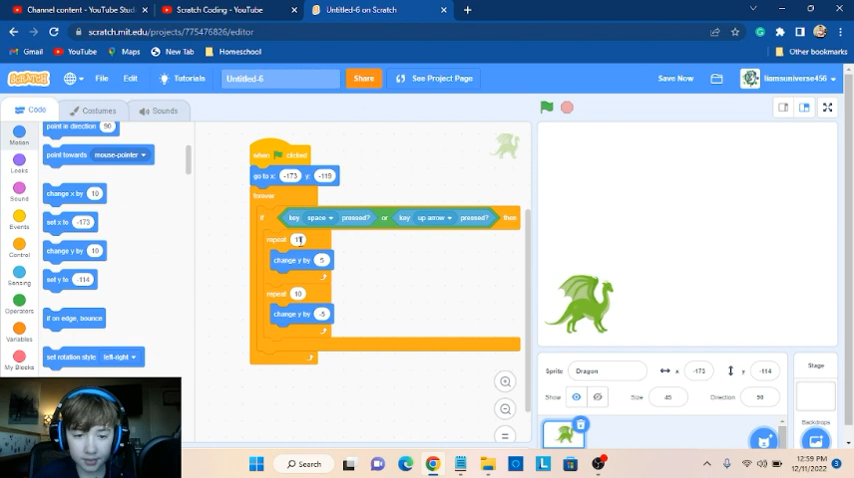 Channel content - YouTube Stud
Scratch Coding - YouTube
Untitled-6 on Scratch
scratch.mit.edu/projects/775476826/editor
Gmail YouTube Maps New Tab Homeschool Other bookmarks
SCRATCH File Edit Tutorials Untitled-6 Share See Project Page Save Now liamsuniverse456
Code Costumes Sounds
Motion
Looks
Sound
Events
Control
Sensing
Operators
Variables
My Blocks
point in direction 90
point towards mouse-pointer
change x by 10
set x to -173
change y by 10
set y to -114
if on edge, bounce
set rotation style left-right
when clicked
go to x: -173 y: -119
forever
if key space pressed? or key up arrow pressed? then
repeat 11
change y by 5
repeat 10
change y by -5
Sprite Dragon x -173 y -114
Show Size 45 Direction 90
Stage
Backdrops
Search
12:59 PM
12/11/2022
3